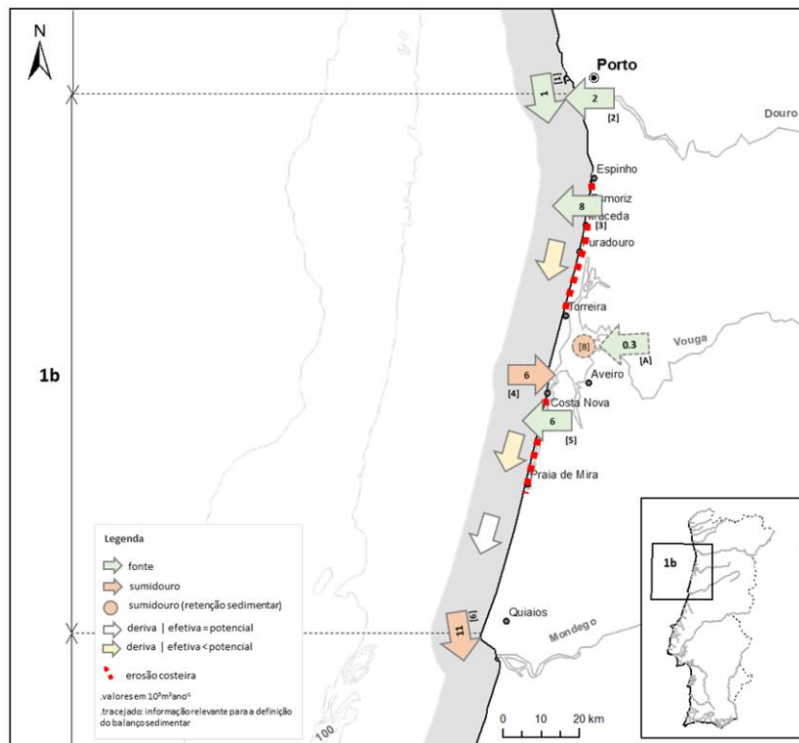 N
60
Porto
[1]
1
2
[2]
Douro
Espinho
8
[3]
Torreira
Vouga
0.3
[A]
[B]
1b
6
[4]
Aveiro
Costa Nova
6
[5]
Praia de Mira
Legenda
fonte
sumidouro
sumidouro (retenção sedimentar)
deriva | efetiva = potencial
deriva | efetiva < potencial
erosão costeira
.valores em 10⁵m³ano⁻¹
.tracejado: informação relevante para a definição
do balanço sedimentar
[6]
11
Quiaios
Mondego
100
0 10 20 km
1b